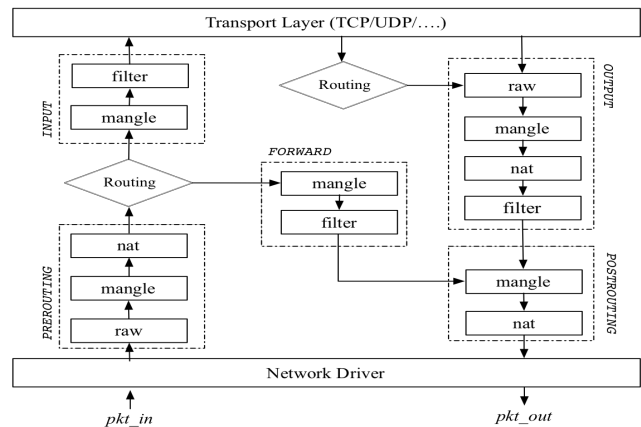 Transport Layer (TCP/UDP/....)
INPUT
filter
mangle
Routing
OUTPUT
raw
mangle
nat
filter
FORWARD
mangle
filter
Routing
PREROUTING
nat
mangle
raw
POSTROUTING
mangle
nat
Network Driver
pkt_in
pkt_out